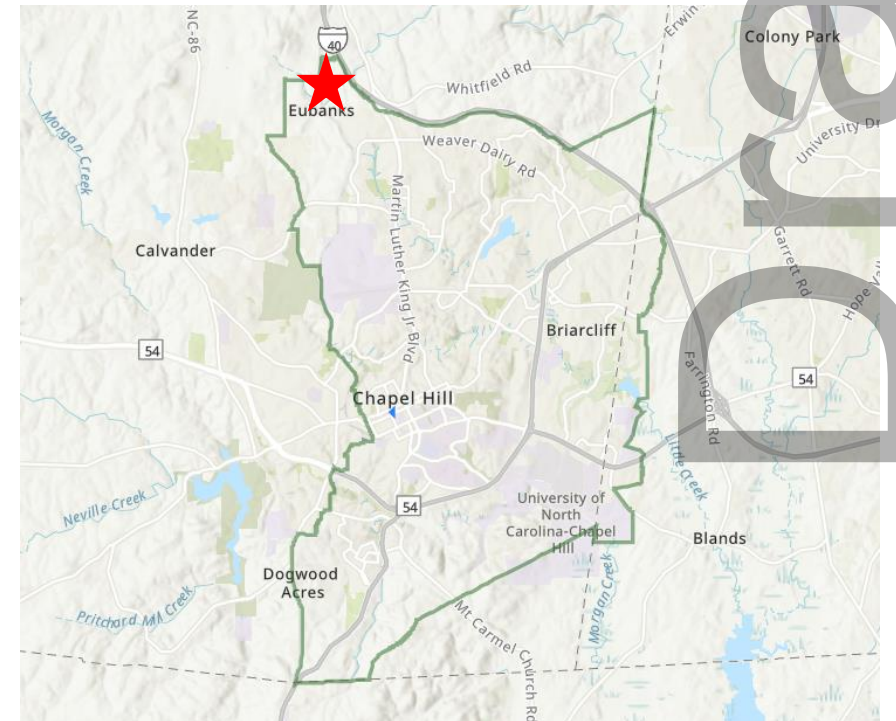 NC-86
40
Erwin
Colony Park
Whitfield Rd
Eubanks
Morgan Creek
Weaver Dairy Rd
University Dr
Martin Luther King Jr Blvd
Calvander
Garrett Rd
Hope Vall
Briarcliff
54
Farrington Rd
54
Chapel Hill
Little Creek
54
Neville Creek
University of
North
Carolina-Chapel
Hill
Blands
Dogwood
Acres
Morgan Creek
Pritchard Mill Creek
Mt Carmel Church Rd